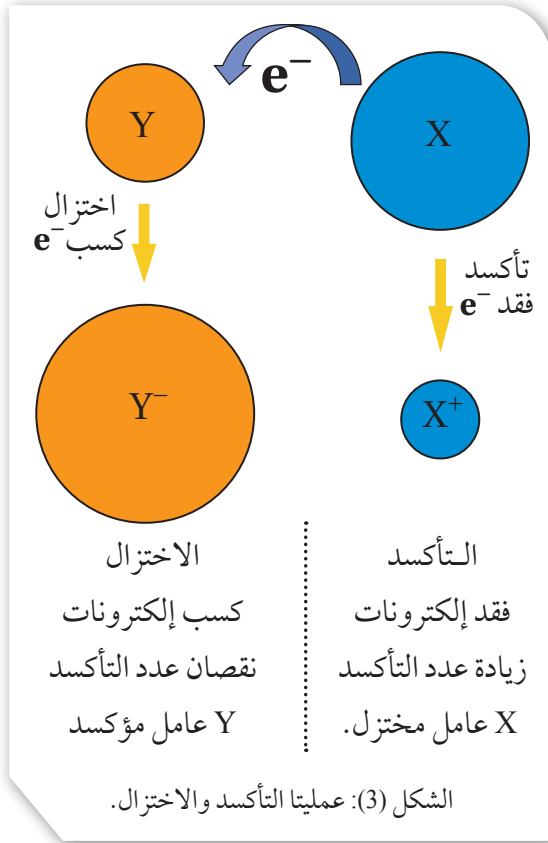 e⁻
X
Y
تأكسد
فقد e⁻
اختزال
كسب e⁻
X⁺
Y⁻
التأكسد
فقد إلكترونات
زيادة عدد التأكسد
X عامل مختزل.
الاختزال
كسب إلكترونات
نقصان عدد التأكسد
Y عامل مؤكسد
الشكل (3): عمليتا التأكسد والاختزال.